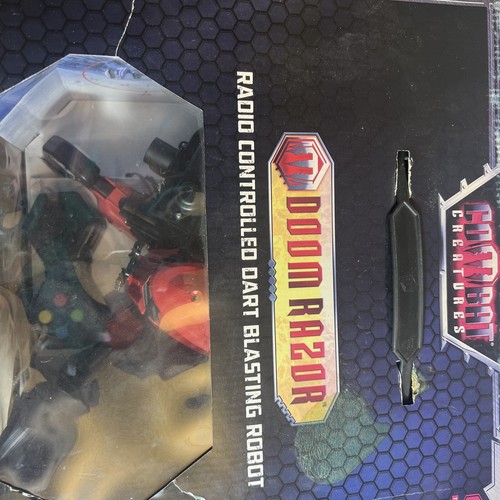 COMBAT
CREATURES®
DOOM RAZOR®
RADIO CONTROLLED DART BLASTING ROBOT